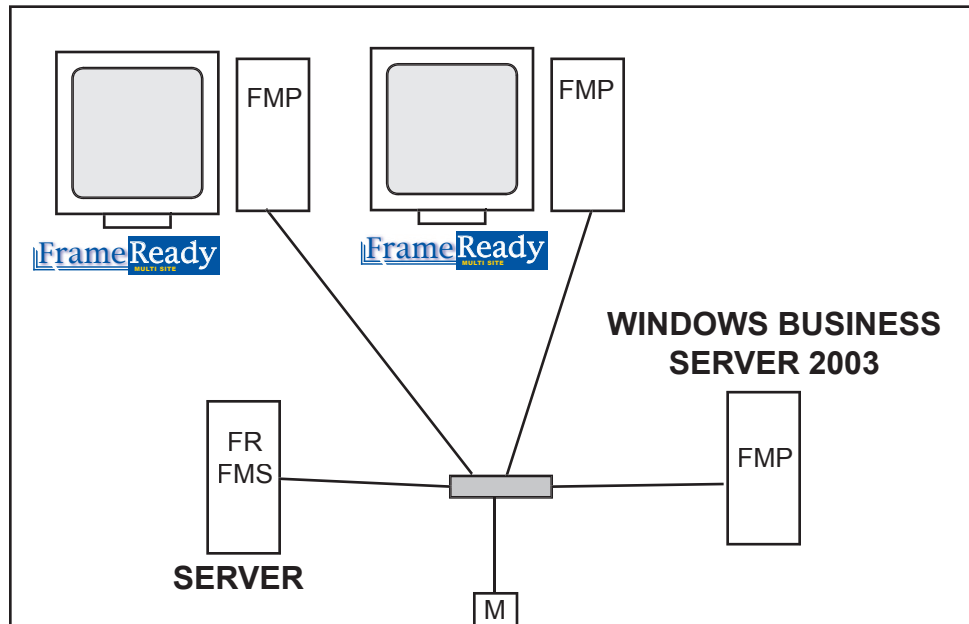 FMP
FMP
FrameReady
MULTI SITE
FrameReady
MULTI SITE
WINDOWS BUSINESS
SERVER 2003
FR
FMS
FMP
SERVER
M